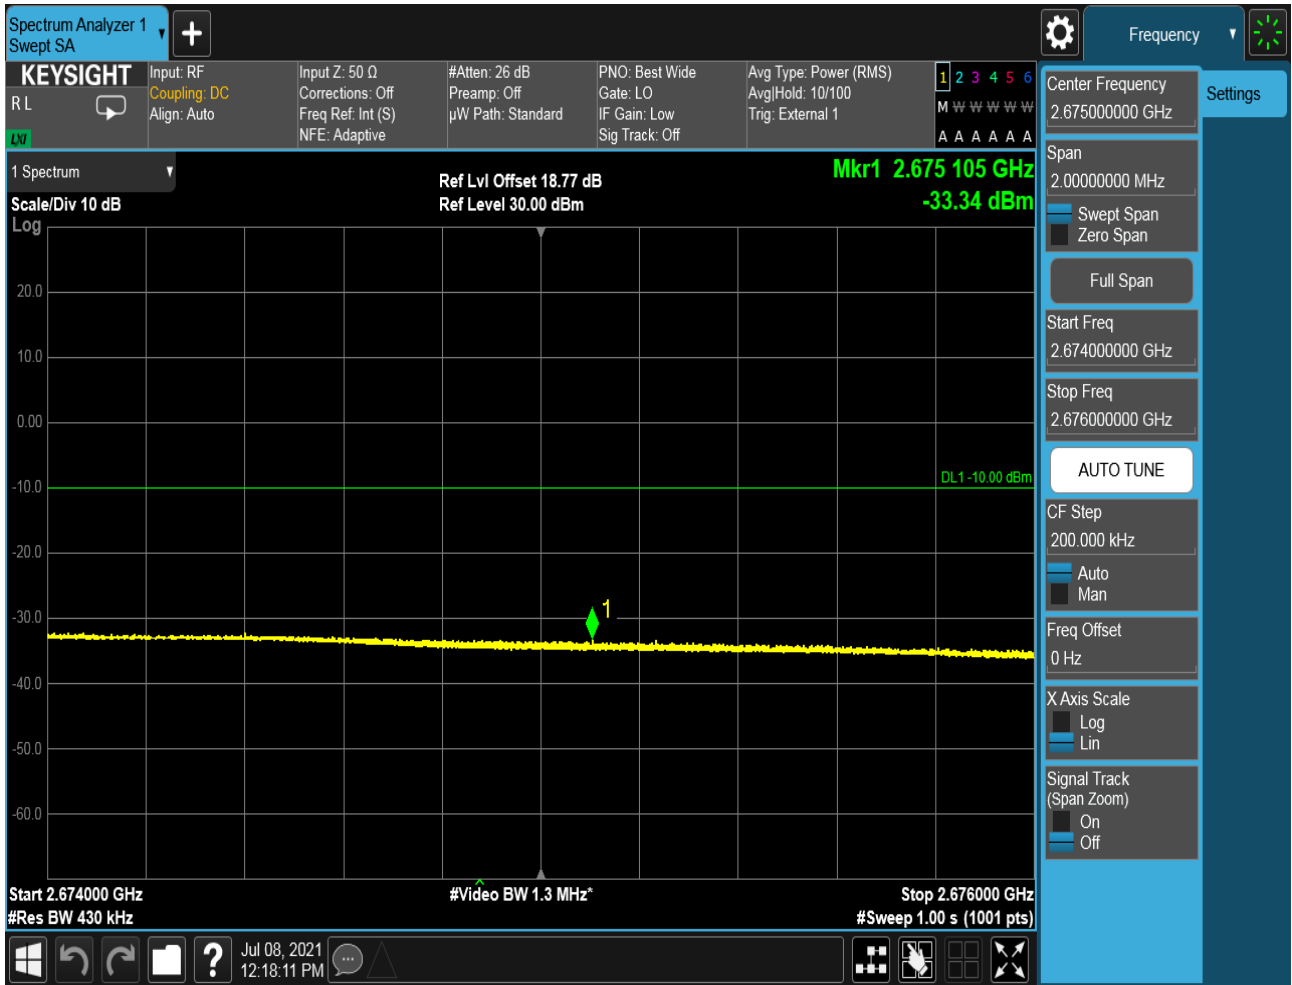 Spectrum Analyzer 1
Swept SA
Frequency
KEYSIGHT
R L
LXI
Input: RF
Coupling: DC
Align: Auto
Input Z: 50 Ω
Corrections: Off
Freq Ref: Int (S)
NFE: Adaptive
#Atten: 26 dB
Preamp: Off
µW Path: Standard
PNO: Best Wide
Gate: LO
IF Gain: Low
Sig Track: Off
Avg Type: Power (RMS)
Avg|Hold: 10/100
Trig: External 1
1 2 3 4 5 6
M W W W W W
A A A A A A
1 Spectrum
Scale/Div 10 dB
Log
Ref Lvl Offset 18.77 dB
Ref Level 30.00 dBm
Mkr1 2.675 105 GHz
-33.34 dBm
20.0
10.0
0.00
-10.0
-20.0
-30.0
-40.0
-50.0
-60.0
DL1 -10.00 dBm
1
Start 2.674000 GHz
#Res BW 430 kHz
#Video BW 1.3 MHz*
Stop 2.676000 GHz
#Sweep 1.00 s (1001 pts)
Center Frequency
2.675000000 GHz
Settings
Span
2.00000000 MHz
Swept Span
Zero Span
Full Span
Start Freq
2.674000000 GHz
Stop Freq
2.676000000 GHz
AUTO TUNE
CF Step
200.000 kHz
Auto
Man
Freq Offset
0 Hz
X Axis Scale
Log
Lin
Signal Track
(Span Zoom)
On
Off
?
Jul 08, 2021
12:18:11 PM